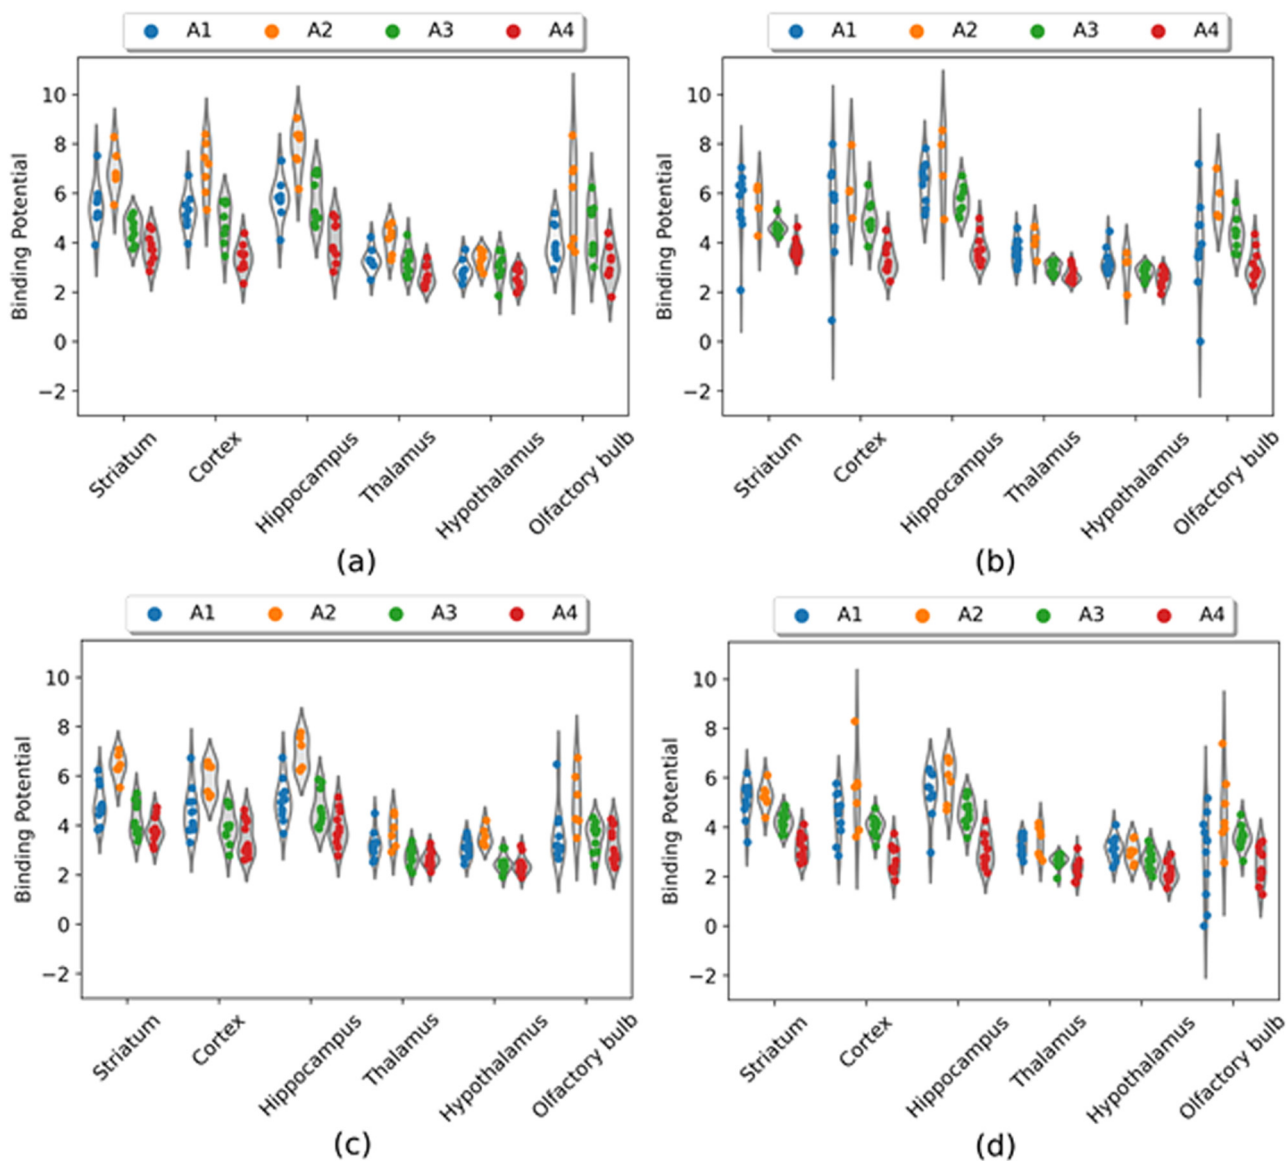 A1 A2 A3 A4
Binding Potential
10
8
6
4
2
0
−2
Striatum
Cortex
Hippocampus
Thalamus
Hypothalamus
Olfactory bulb
(a)
A1 A2 A3 A4
Binding Potential
10
8
6
4
2
0
−2
Striatum
Cortex
Hippocampus
Thalamus
Hypothalamus
Olfactory bulb
(b)
A1 A2 A3 A4
Binding Potential
10
8
6
4
2
0
−2
Striatum
Cortex
Hippocampus
Thalamus
Hypothalamus
Olfactory bulb
(c)
A1 A2 A3 A4
Binding Potential
10
8
6
4
2
0
−2
Striatum
Cortex
Hippocampus
Thalamus
Hypothalamus
Olfactory bulb
(d)